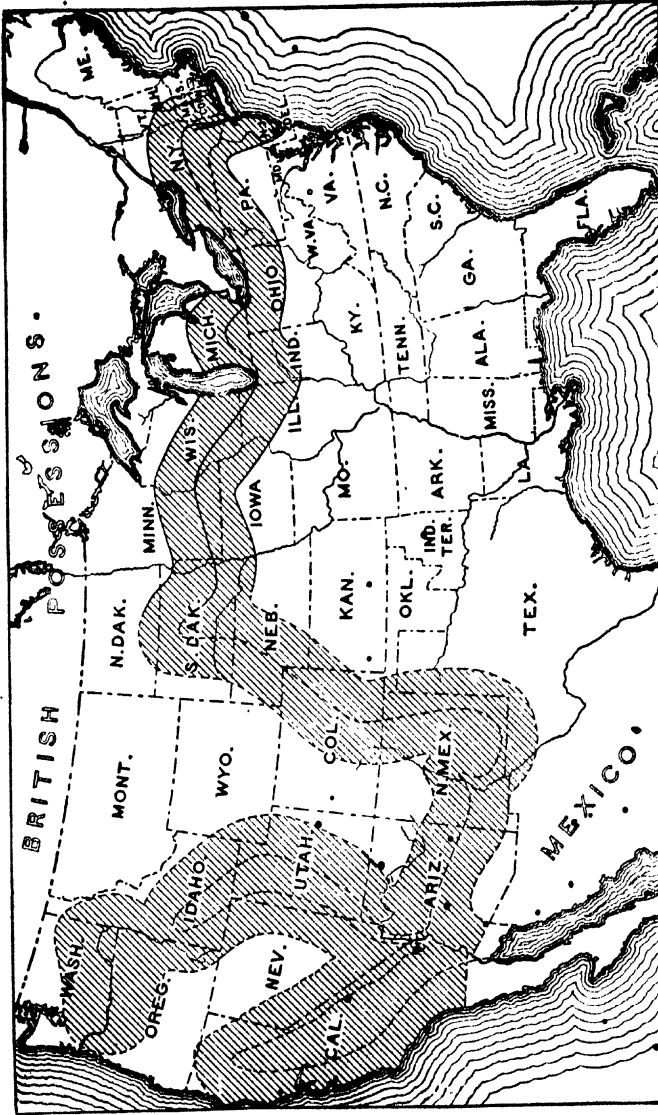 BRITISH POSSESSIONS.
WASH.
OREG.
IDAHO
MONT.
WYO.
N.DAK.
S.DAK.
MINN.
WIS.
MICH.
N.Y.
ME.
NEV.
UTAH
COL.
NEB.
IOWA
ILL.
IND.
OHIO
PA.
CAL.
ARIZ.
N.MEX.
KAN.
MO.
KY.
W.VA.
VA.
OKL.
IND. TER.
ARK.
TENN.
N.C.
S.C.
TEX.
LA.
MISS.
ALA.
GA.
FLA.
MEXICO.